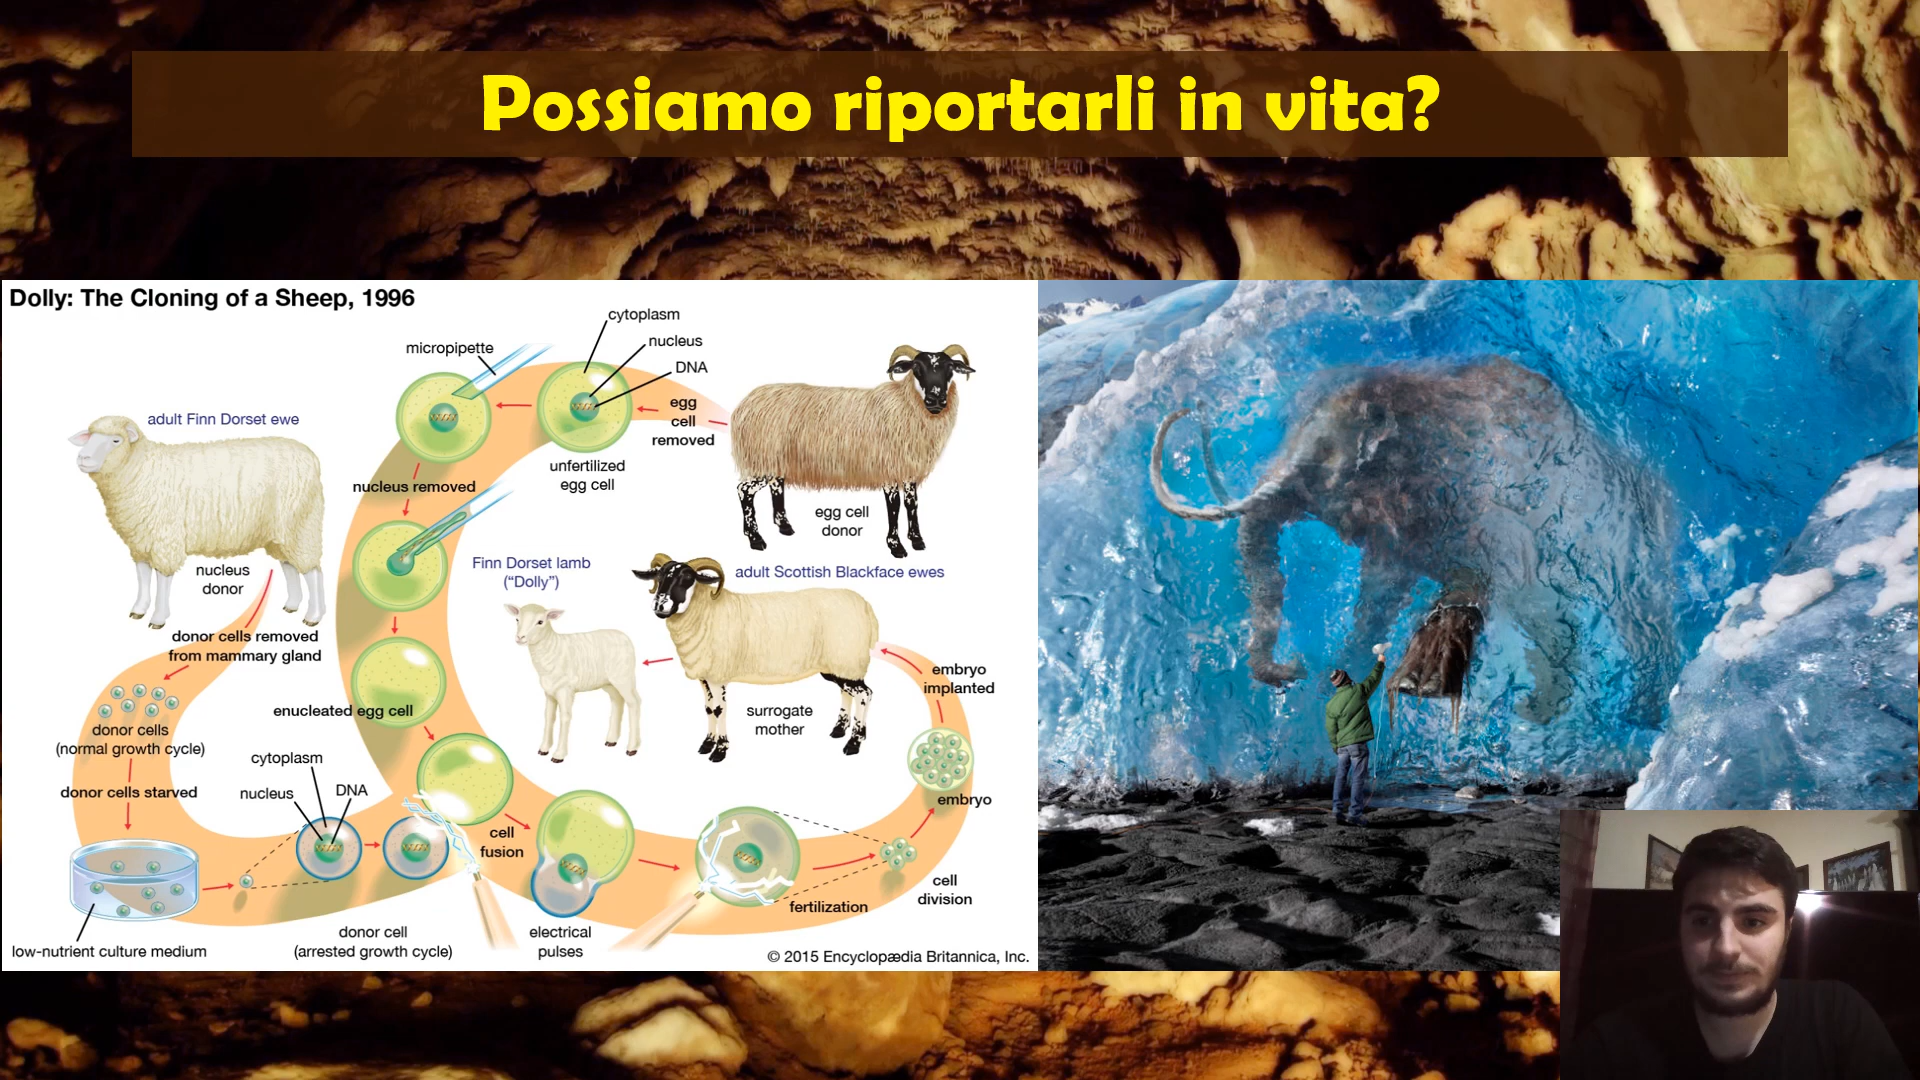 Possiamo riportarli in vita?
Dolly: The Cloning of a Sheep, 1996
cytoplasm
nucleus
DNA
micropipette
egg
cell
removed
adult Finn Dorset ewe
unfertilized
egg cell
nucleus removed
egg cell
donor
Finn Dorset lamb
(“Dolly”)
adult Scottish Blackface ewes
nucleus
donor
donor cells removed
from mammary gland
embryo
implanted
enucleated egg cell
surrogate
mother
donor cells
(normal growth cycle)
cytoplasm
nucleus
DNA
donor cells starved
embryo
cell
fusion
cell
division
fertilization
low-nutrient culture medium
donor cell
(arrested growth cycle)
electrical
pulses
© 2015 Encyclopædia Britannica, Inc.